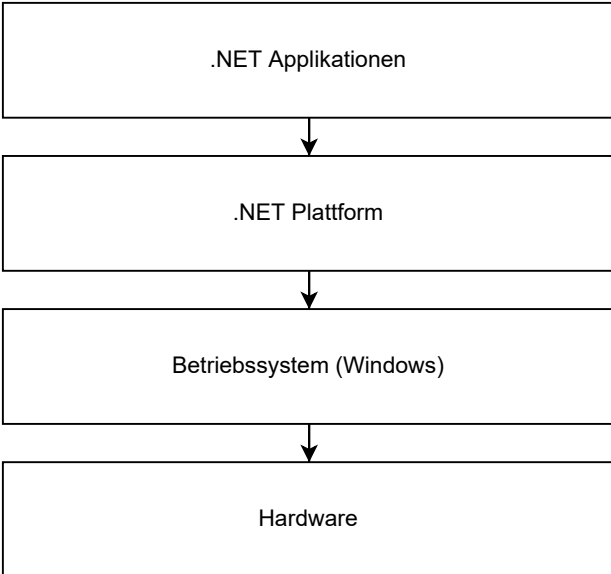 .NET Applikationen
.NET Plattform
Betriebssystem (Windows)
Hardware